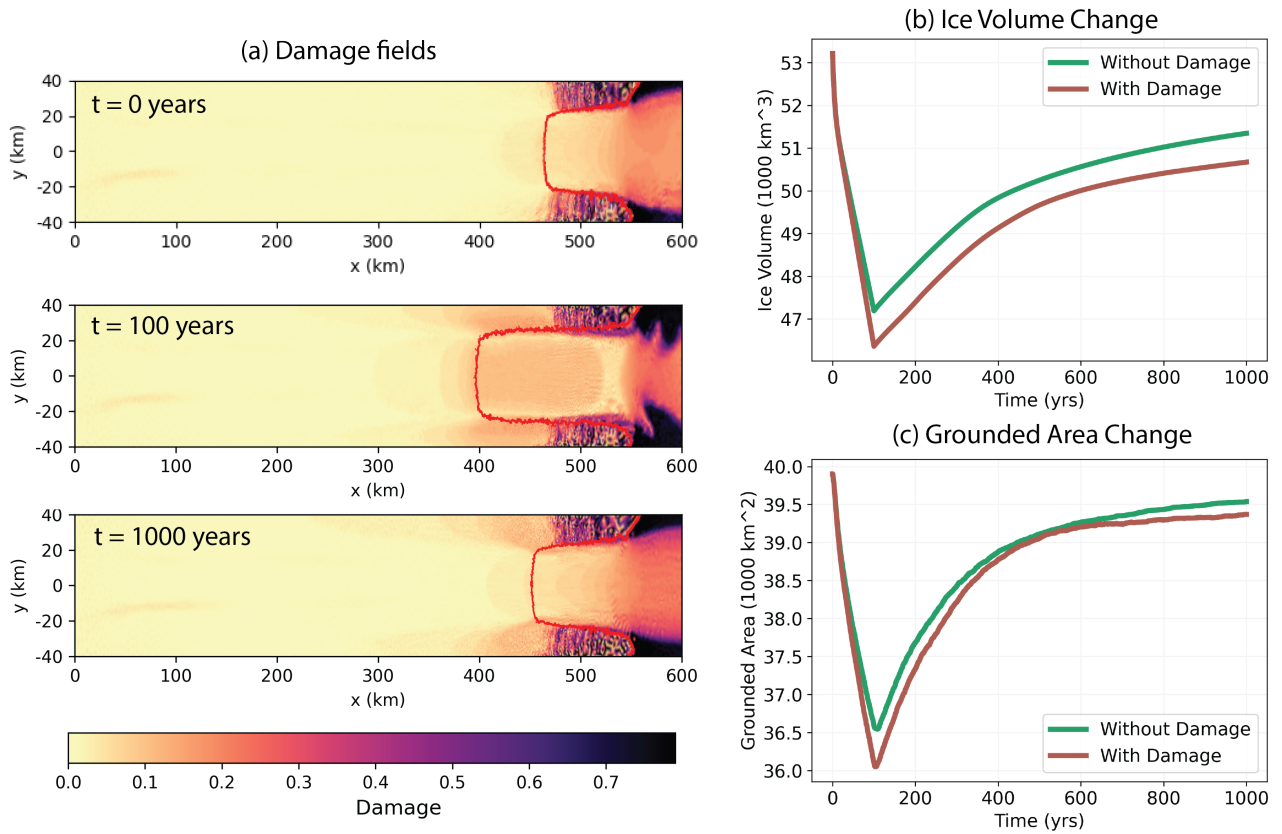 (a) Damage fields
40
20
0
-20
-40
y (km)
t = 0 years
0 100 200 300 400 500 600
x (km)
40
20
0
-20
-40
y (km)
t = 100 years
0 100 200 300 400 500 600
x (km)
40
20
0
-20
-40
y (km)
t = 1000 years
0 100 200 300 400 500 600
x (km)
0.0 0.1 0.2 0.3 0.4 0.5 0.6 0.7
Damage
(b) Ice Volume Change
53
52
51
50
49
48
47
Ice Volume (1000 km^3)
Without Damage
With Damage
0 200 400 600 800 1000
Time (yrs)
(c) Grounded Area Change
40.0
39.5
39.0
38.5
38.0
37.5
37.0
36.5
36.0
Grounded Area (1000 km^2)
Without Damage
With Damage
0 200 400 600 800 1000
Time (yrs)